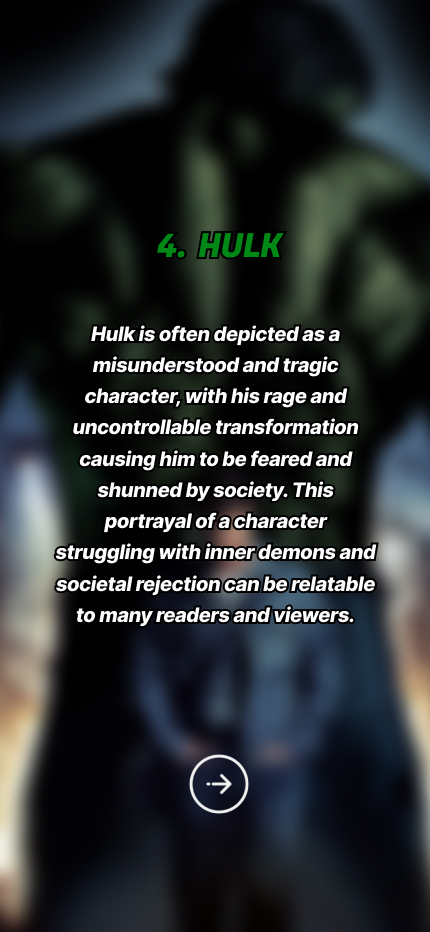 4. HULK
Hulk is often depicted as a
misunderstood and tragic
character, with his rage and
uncontrollable transformation
causing him to be feared and
shunned by society. This
portrayal of a character
struggling with inner demons and
societal rejection can be relatable
to many readers and viewers.